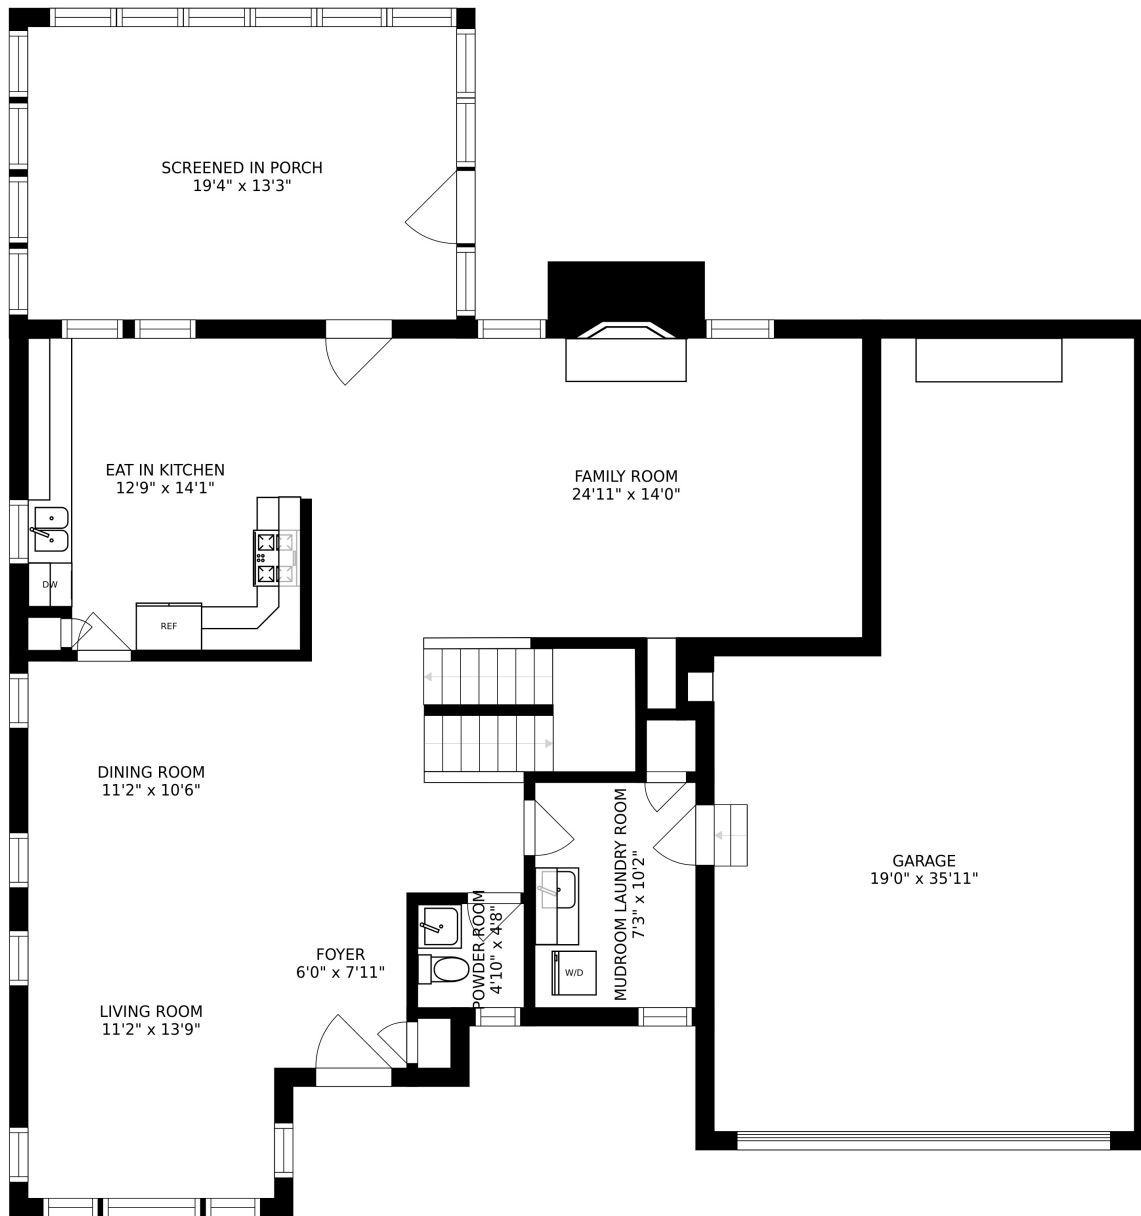 SCREENED IN PORCH
19'4" x 13'3"
EAT IN KITCHEN
12'9" x 14'1"
FAMILY ROOM
24'11" x 14'0"
DW
REF
DINING ROOM
11'2" x 10'6"
GARAGE
19'0" x 35'11"
MUDROOM LAUNDRY ROOM
7'3" x 10'2"
POWDER ROOM
4'10" x 4'8"
FOYER
6'0" x 7'11"
W/D
LIVING ROOM
11'2" x 13'9"